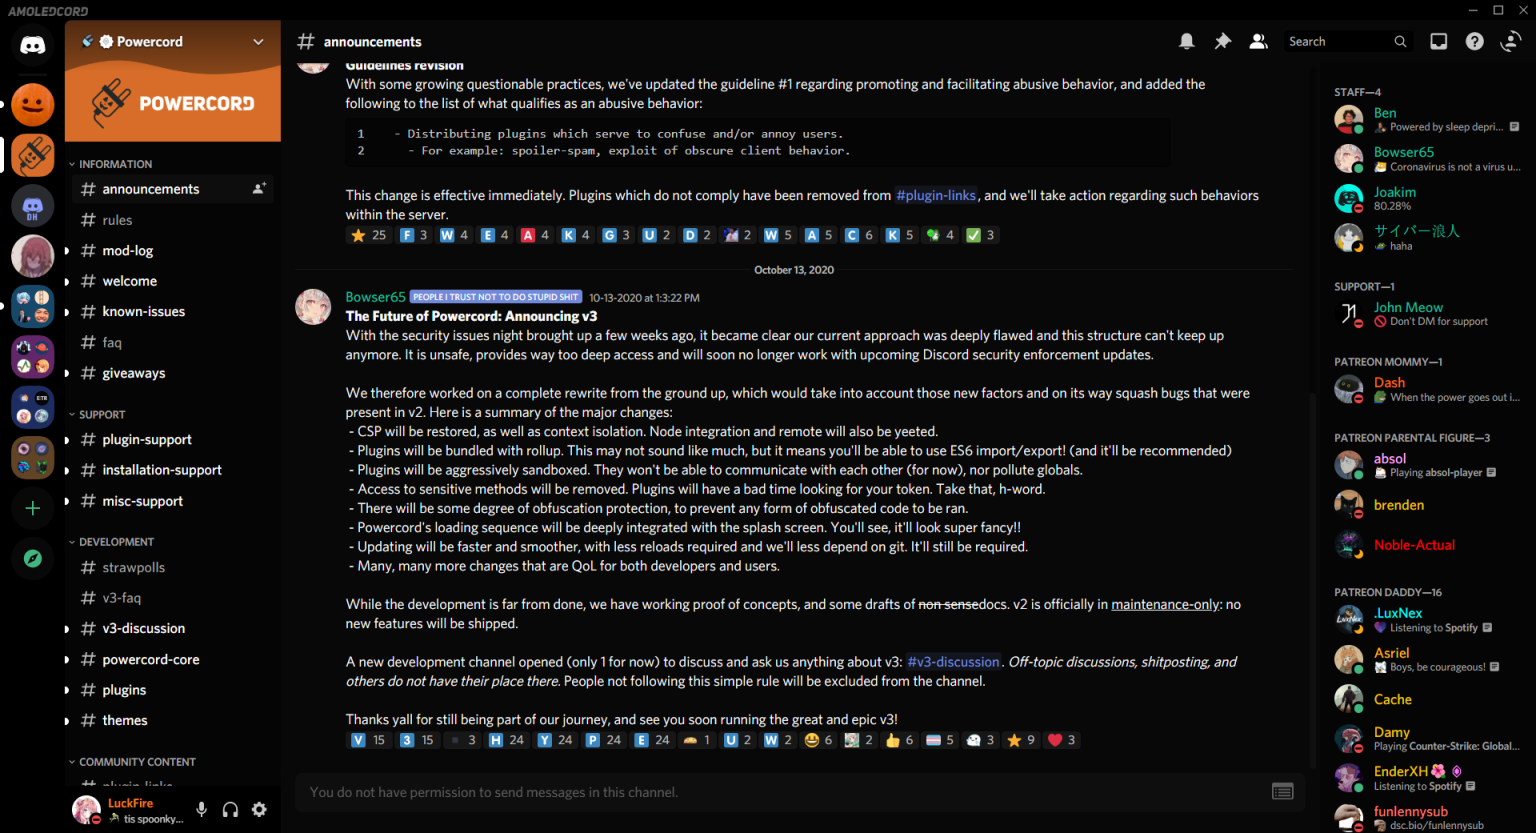 AMOLEDCORD
Powercord
POWERCORD
INFORMATION
announcements
rules
mod-log
welcome
known-issues
faq
giveaways
SUPPORT
plugin-support
installation-support
misc-support
DEVELOPMENT
strawpolls
v3-faq
v3-discussion
powercord-core
plugins
themes
COMMUNITY CONTENT
plugin-links
LuckFire
tis spoonky...
DH
# announcements
Search
Guidelines revision
With some growing questionable practices, we've updated the guideline #1 regarding promoting and facilitating abusive behavior, and added the
following to the list of what qualifies as an abusive behavior:
1 - Distributing plugins which serve to confuse and/or annoy users.
2 - For example: spoiler-spam, exploit of obscure client behavior.
This change is effective immediately. Plugins which do not comply have been removed from #plugin-links, and we'll take action regarding such behaviors
within the server.
25 F 3 W 4 E 4 A 4 K 4 G 3 U 2 D 2 2 W 5 A 5 C 6 K 5 4 3
October 13, 2020
Bowser65 PEOPLE I TRUST NOT TO DO STUPID SHIT 10-13-2020 at 1:3:22 PM
The Future of Powercord: Announcing v3
With the security issues night brought up a few weeks ago, it became clear our current approach was deeply flawed and this structure can't keep up
anymore. It is unsafe, provides way too deep access and will soon no longer work with upcoming Discord security enforcement updates.
We therefore worked on a complete rewrite from the ground up, which would take into account those new factors and on its way squash bugs that were
present in v2. Here is a summary of the major changes:
- CSP will be restored, as well as context isolation. Node integration and remote will also be yeeted.
- Plugins will be bundled with rollup. This may not sound like much, but it means you'll be able to use ES6 import/export! (and it'll be recommended)
- Plugins will be aggressively sandboxed. They won't be able to communicate with each other (for now), nor pollute globals.
- Access to sensitive methods will be removed. Plugins will have a bad time looking for your token. Take that, h-word.
- There will be some degree of obfuscation protection, to prevent any form of obfuscated code to be ran.
- Powercord's loading sequence will be deeply integrated with the splash screen. You'll see, it'll look super fancy!!
- Updating will be faster and smoother, with less reloads required and we'll less depend on git. It'll still be required.
- Many, many more changes that are QoL for both developers and users.
While the development is far from done, we have working proof of concepts, and some drafts of non sensedocs. v2 is officially in maintenance-only: no
new features will be shipped.
A new development channel opened (only 1 for now) to discuss and ask us anything about v3: #v3-discussion. Off-topic discussions, shitposting, and
others do not have their place there. People not following this simple rule will be excluded from the channel.
Thanks yall for still being part of our journey, and see you soon running the great and epic v3!
V 15 3 15 3 H 24 Y 24 P 24 E 24 1 U 2 W 2 6 2 6 5 3 9 3
You do not have permission to send messages in this channel.
STAFF—4
Ben
Powered by sleep depri...
Bowser65
Coronavirus is not a virus u...
Joakim
80.28%
サイバー浪人
haha
SUPPORT—1
John Meow
Don't DM for support
PATREON MOMMY—1
Dash
When the power goes out i...
PATREON PARENTAL FIGURE—3
absol
Playing absol-player
brenden
Noble-Actual
PATREON DADDY—16
.LuxNex
Listening to Spotify
Asriel
Boys, be courageous!
Cache
Damy
Playing Counter-Strike: Global...
EnderXH
Listening to Spotify
funlennysub
dsc.bio/funlennysub